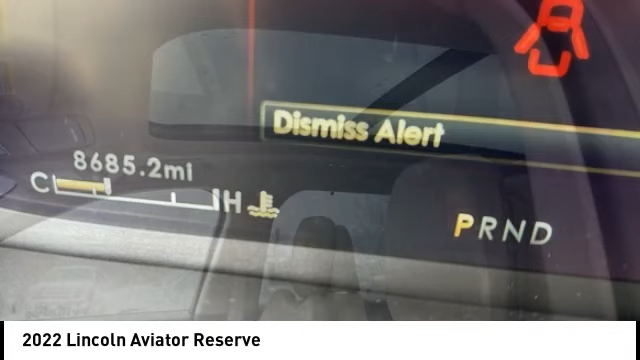 Dismiss Alert
8685.2mi
C H
PRND
2022 Lincoln Aviator Reserve